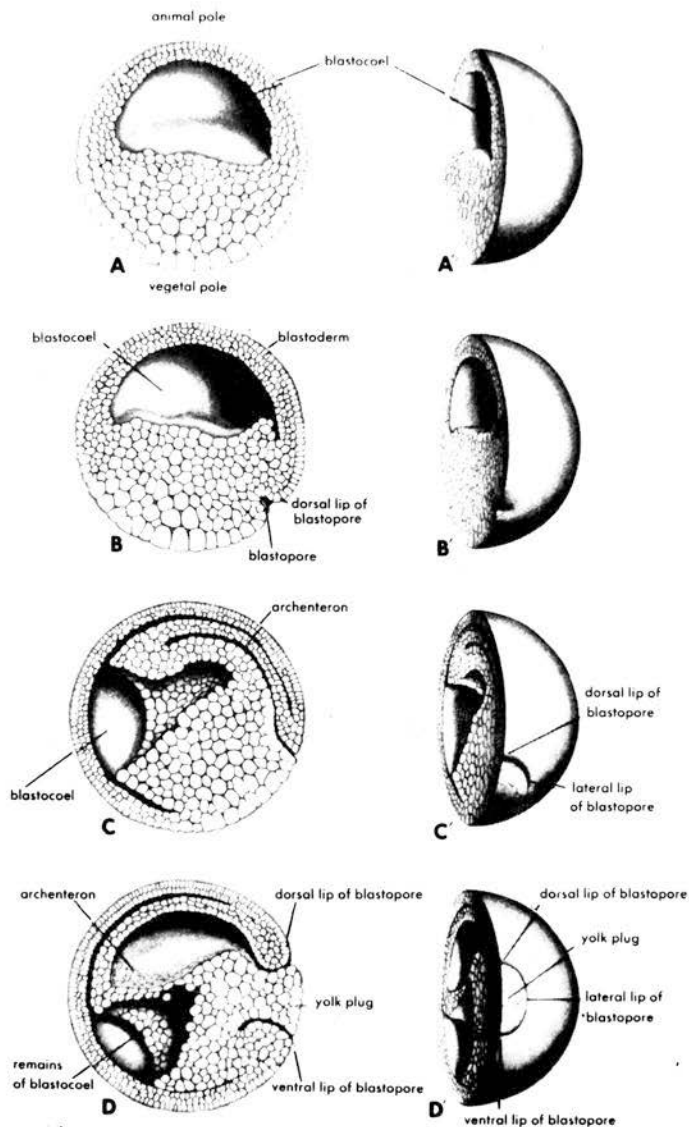 animal pole
blastocoel
A
A'
vegetal pole
blastocoel
blastoderm
dorsal lip of
blastopore
blastopore
B
B'
archenteron
dorsal lip of
blastopore
blastocoel
lateral lip
of blastopore
C
C'
archenteron
dorsal lip of blastopore
dorsal lip of blastopore
yolk plug
yolk plug
lateral lip of
blastopore
remains
of blastocoel
ventral lip of blastopore
D
D'
ventral lip of blastopore